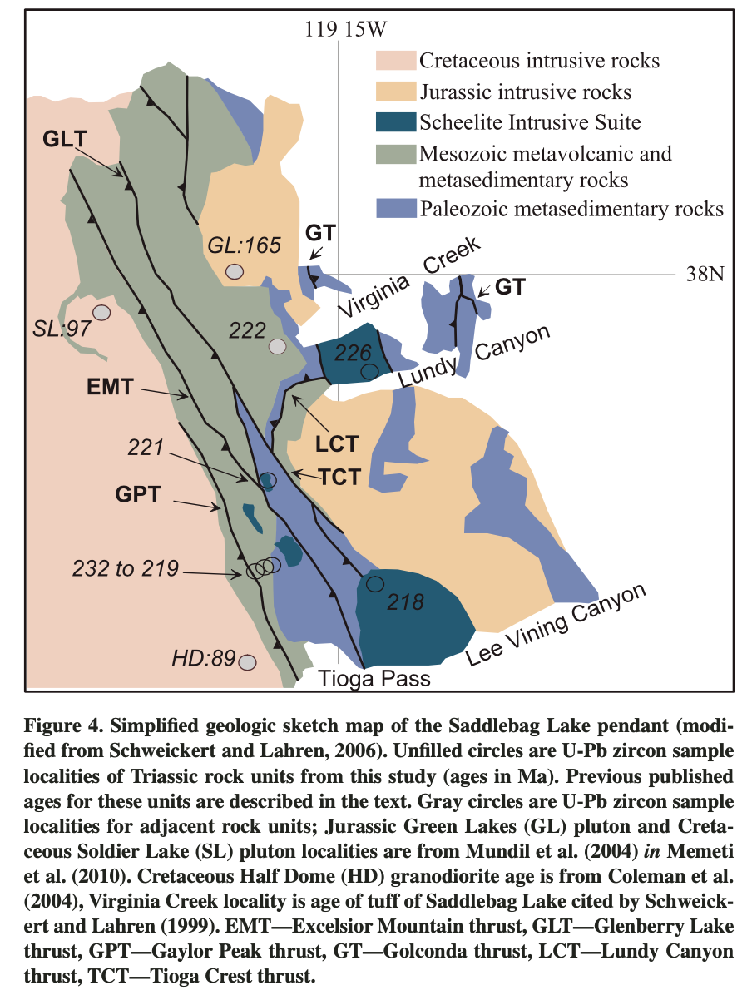 119 15W
Cretaceous intrusive rocks
Jurassic intrusive rocks
Scheelite Intrusive Suite
Mesozoic metavolcanic and
metasedimentary rocks
Paleozoic metasedimentary rocks
GLT
GT
GL:165
Virginia Creek
38N
GT
SL:97
222
226
Lundy Canyon
EMT
LCT
221
TCT
GPT
232 to 219
218
HD:89
Lee Vining Canyon
Tioga Pass
Figure 4. Simplified geologic sketch map of the Saddlebag Lake pendant (modi-
fied from Schweickert and Lahren, 2006). Unfilled circles are U-Pb zircon sample
localities of Triassic rock units from this study (ages in Ma). Previous published
ages for these units are described in the text. Gray circles are U-Pb zircon sample
localities for adjacent rock units; Jurassic Green Lakes (GL) pluton and Creta-
ceous Soldier Lake (SL) pluton localities are from Mundil et al. (2004) in Memeti
et al. (2010). Cretaceous Half Dome (HD) granodiorite age is from Coleman et al.
(2004), Virginia Creek locality is age of tuff of Saddlebag Lake cited by Schweick-
ert and Lahren (1999). EMT—Excelsior Mountain thrust, GLT—Glenberry Lake
thrust, GPT—Gaylor Peak thrust, GT—Golconda thrust, LCT—Lundy Canyon
thrust, TCT—Tioga Crest thrust.